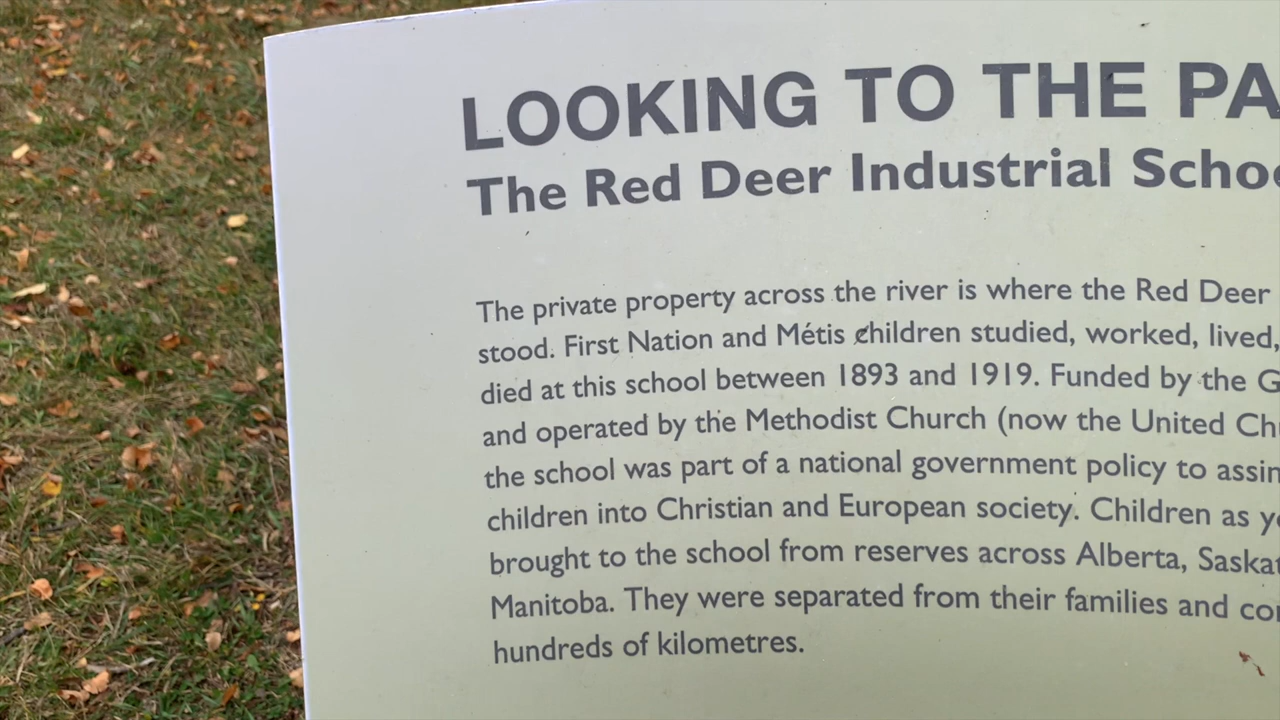 LOOKING TO THE PA
The Red Deer Industrial Schoo
The private property across the river is where the Red Deer
stood. First Nation and Métis children studied, worked, lived,
died at this school between 1893 and 1919. Funded by the G
and operated by the Methodist Church (now the United Chu
the school was part of a national government policy to assim
children into Christian and European society. Children as yo
brought to the school from reserves across Alberta, Saskat
Manitoba. They were separated from their families and co
hundreds of kilometres.